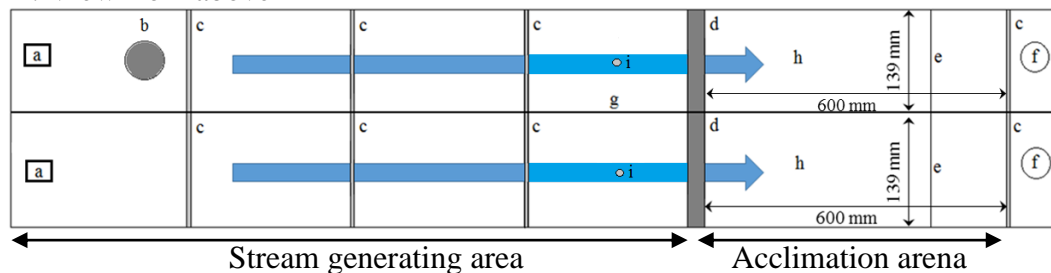 b
c c c d c
a i h 139 mm e f
g
600 mm
c c c d c
a i h 139 mm e f
600 mm
Stream generating area Acclimation arena